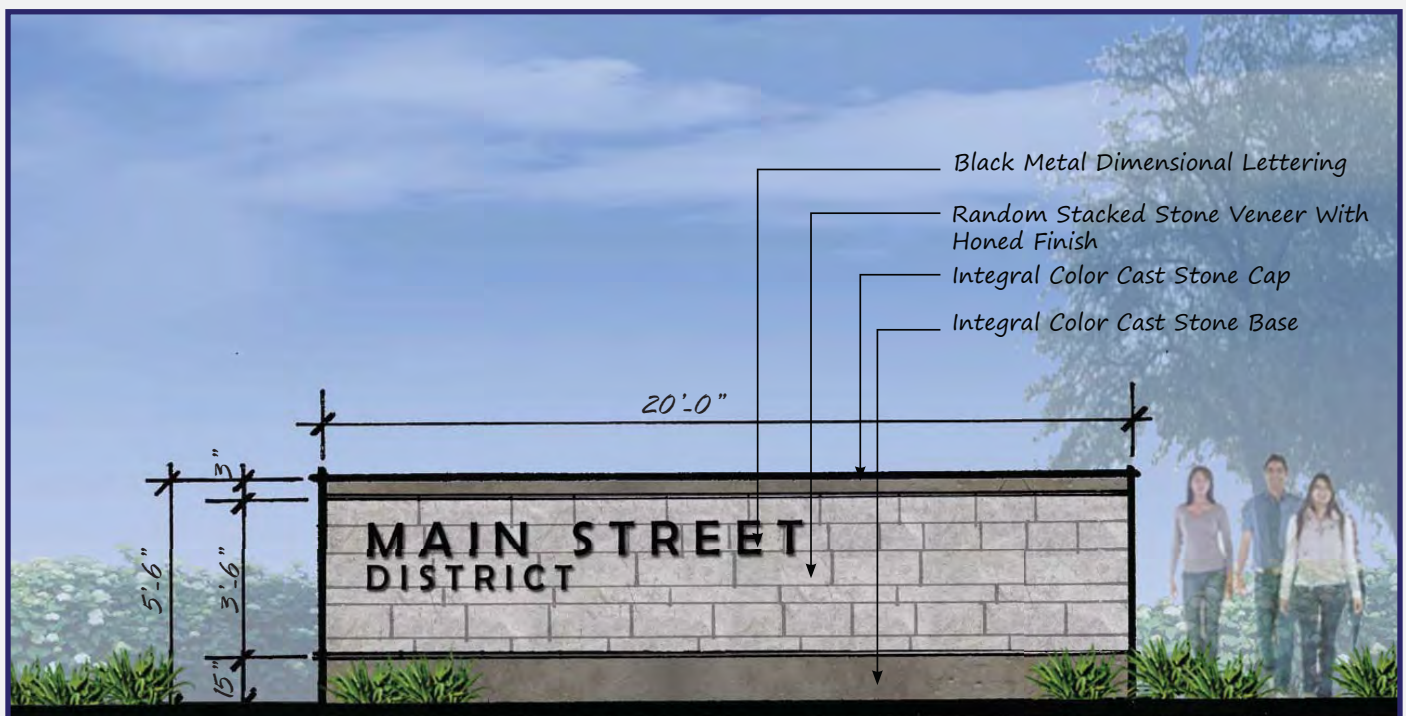 Black Metal Dimensional Lettering
Random Stacked Stone Veneer With
Honed Finish
Integral Color Cast Stone Cap
Integral Color Cast Stone Base
20'-0"
3"
5'-6"
3'-6"
15"
MAIN STREET
DISTRICT